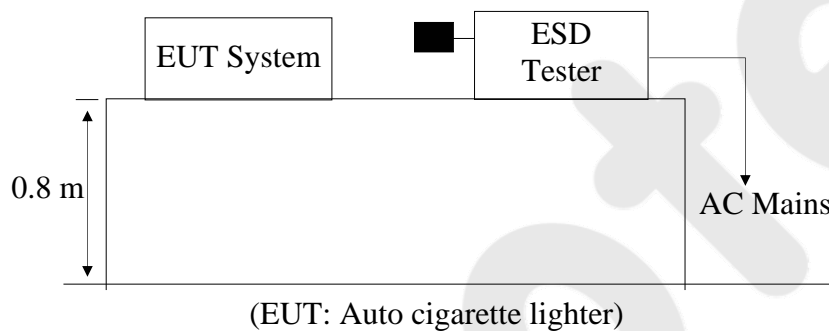 EUT System
ESD
Tester
0.8 m
AC Mains
(EUT: Auto cigarette lighter)